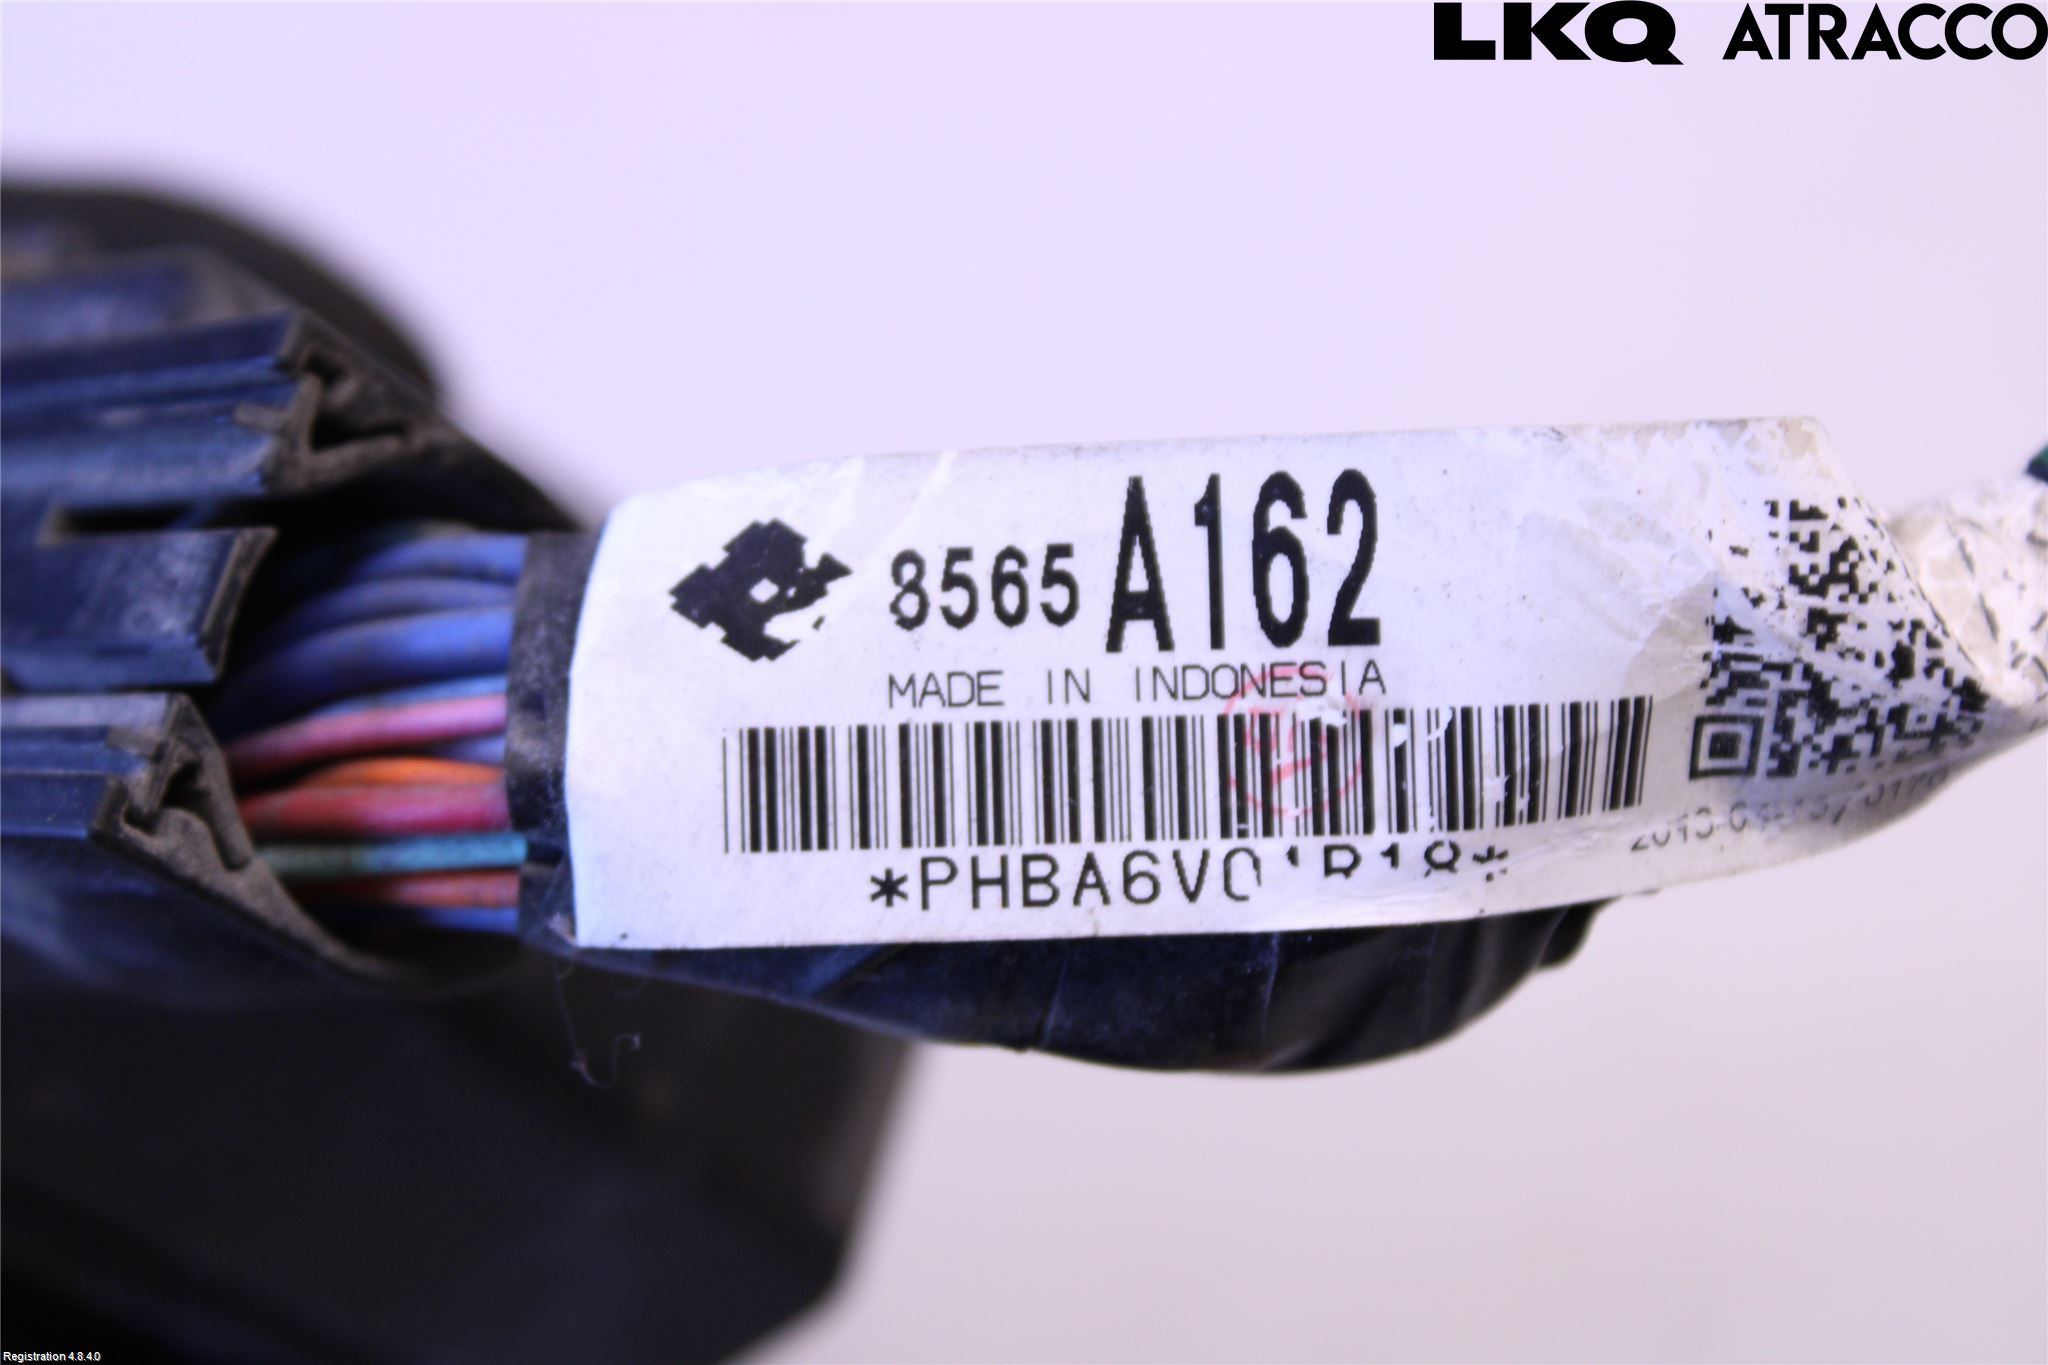 LKQ ATRACCO
8565 A162
MADE IN INDONESIA
Registration 4.8.4.0